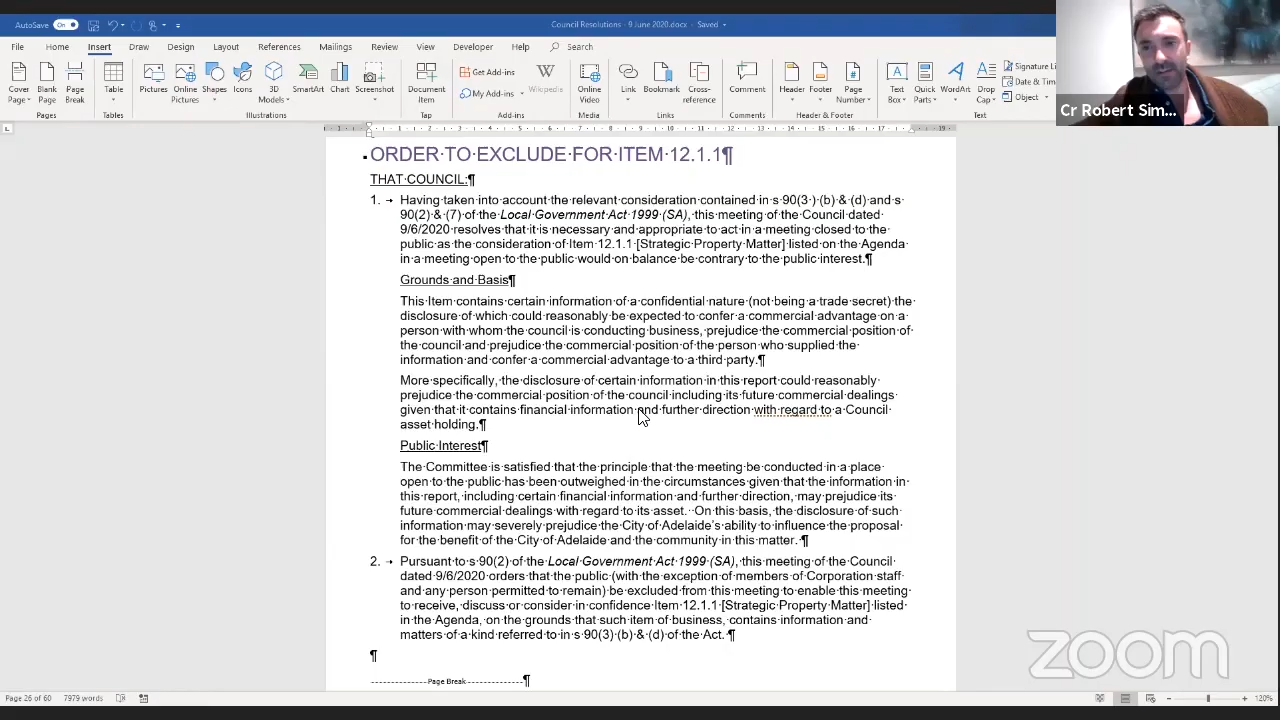 AutoSave On
Council Resolutions - 9 June 2020.docx - Saved
File Home Insert Draw Design Layout References Mailings Review View Developer Help Search
Cover Page
Blank Page
Page Break
Table
Pictures
Online Pictures
Shapes
Icons
3D Models
SmartArt
Chart
Screenshot
Document Item
Get Add-ins
My Add-ins
Wikipedia
Online Video
Link
Bookmark
Cross-reference
Comment
Header
Footer
Page Number
Text Box
Quick Parts
WordArt
Drop Cap
Signature Li
Date & Tim
Object
Pages Tables Illustrations Tap Add-ins Media Links Comments Header & Footer Text
Cr Robert Sim...
ORDER TO EXCLUDE FOR ITEM 12.1.1¶
THAT COUNCIL:¶
1. Having taken into account the relevant consideration contained in s 90(3 ) (b) & (d) and s
90(2) & (7) of the Local Government Act 1999 (SA), this meeting of the Council dated
9/6/2020 resolves that it is necessary and appropriate to act in a meeting closed to the
public as the consideration of Item 12.1.1 [Strategic Property Matter] listed on the Agenda
in a meeting open to the public would on balance be contrary to the public interest.¶
Grounds and Basis¶
This Item contains certain information of a confidential nature (not being a trade secret) the
disclosure of which could reasonably be expected to confer a commercial advantage on a
person with whom the council is conducting business, prejudice the commercial position of
the council and prejudice the commercial position of the person who supplied the
information and confer a commercial advantage to a third party.¶
More specifically, the disclosure of certain information in this report could reasonably
prejudice the commercial position of the council including its future commercial dealings
given that it contains financial information and further direction with regard to a Council
asset holding.¶
Public Interest¶
The Committee is satisfied that the principle that the meeting be conducted in a place
open to the public has been outweighed in the circumstances given that the information in
this report, including certain financial information and further direction, may prejudice its
future commercial dealings with regard to its asset. On this basis, the disclosure of such
information may severely prejudice the City of Adelaide's ability to influence the proposal
for the benefit of the City of Adelaide and the community in this matter. ¶
2. Pursuant to s 90(2) of the Local Government Act 1999 (SA), this meeting of the Council
dated 9/6/2020 orders that the public (with the exception of members of Corporation staff
and any person permitted to remain) be excluded from this meeting to enable this meeting
to receive, discuss or consider in confidence Item 12.1.1 [Strategic Property Matter] listed
in the Agenda, on the grounds that such item of business, contains information and
matters of a kind referred to in s 90(3) (b) & (d) of the Act. ¶
¶
Page Break¶
zoom
Page 26 of 60 7979 words 120%